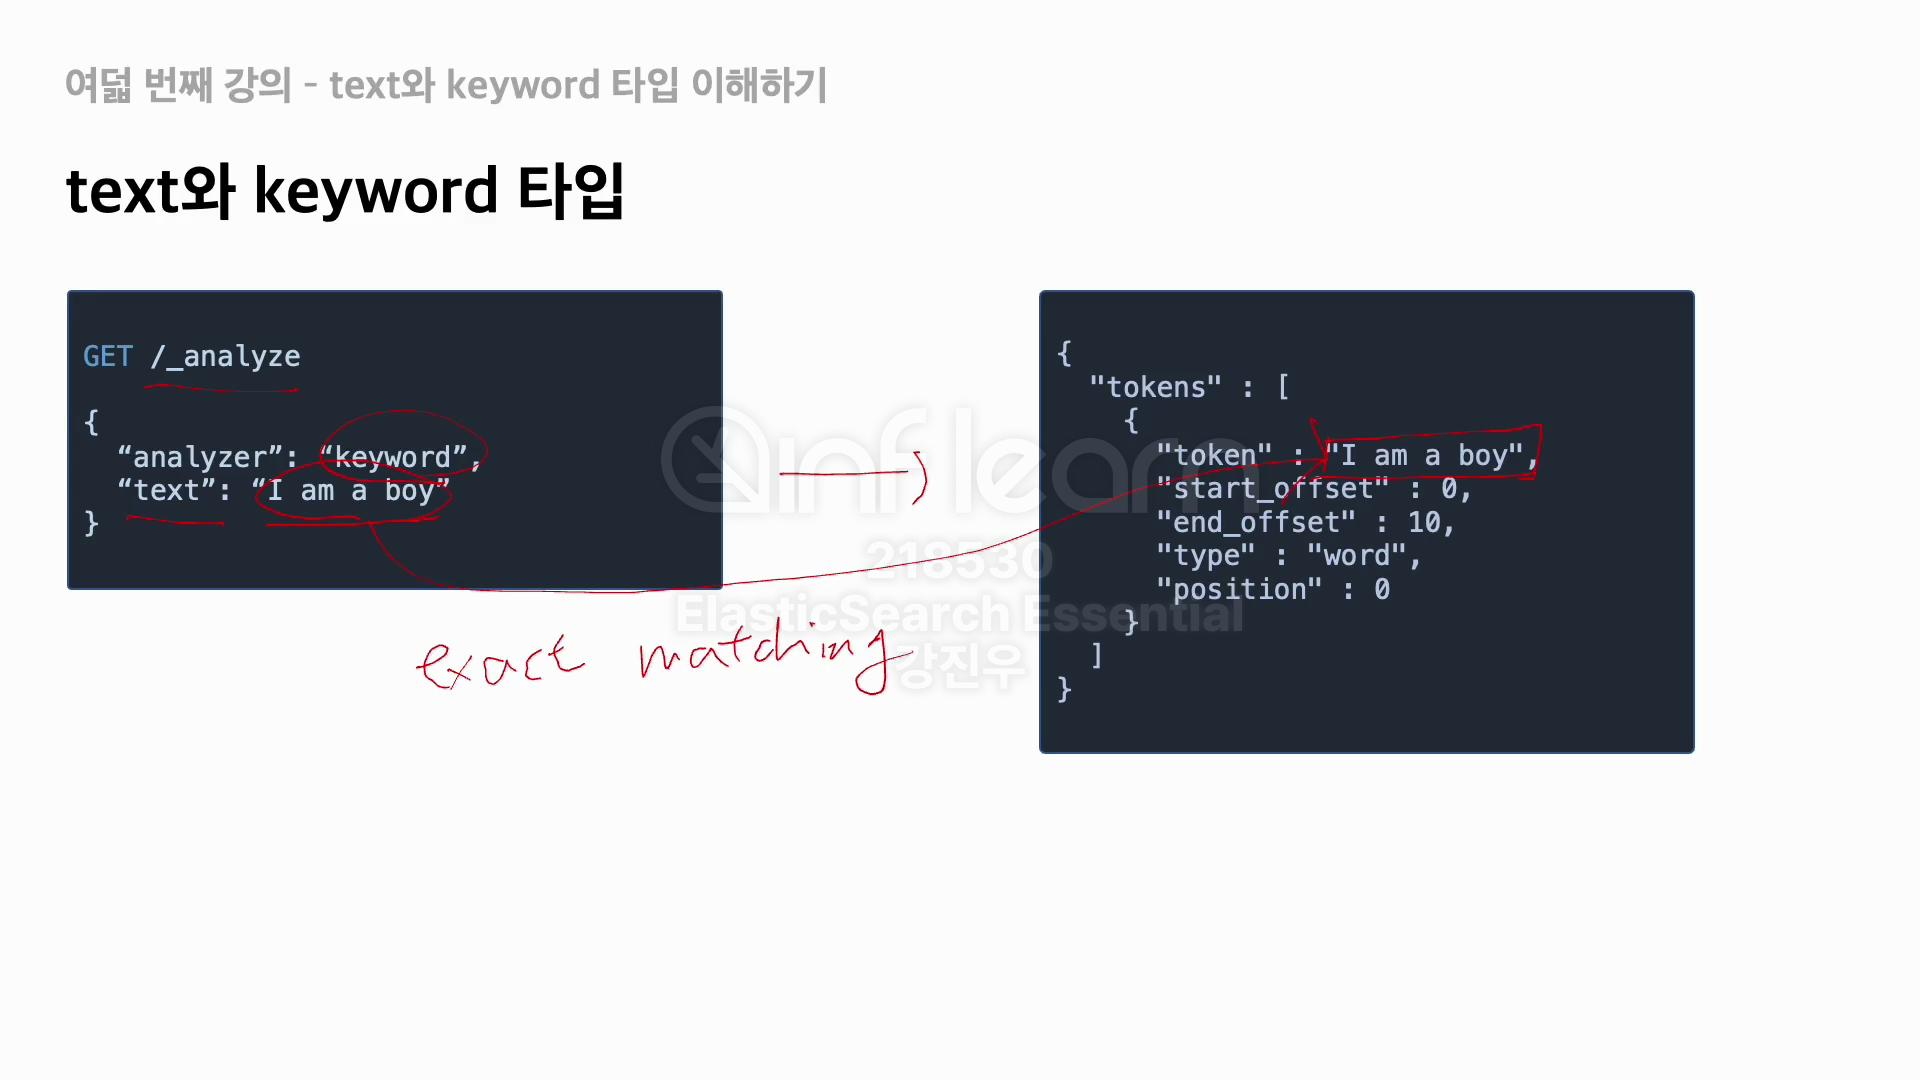 여덟 번째 강의 - text와 keyword 타입 이해하기
text와 keyword 타입
GET /_analyze
{
“analyzer”: “keyword”,
“text”: “I am a boy”
}
{
"tokens" : [
{
"token" : "I am a boy",
"start_offset" : 0,
"end_offset" : 10,
"type" : "word",
"position" : 0
}
]
}
exact matching
inflearn
218530
ElasticSearch Essential
강진우